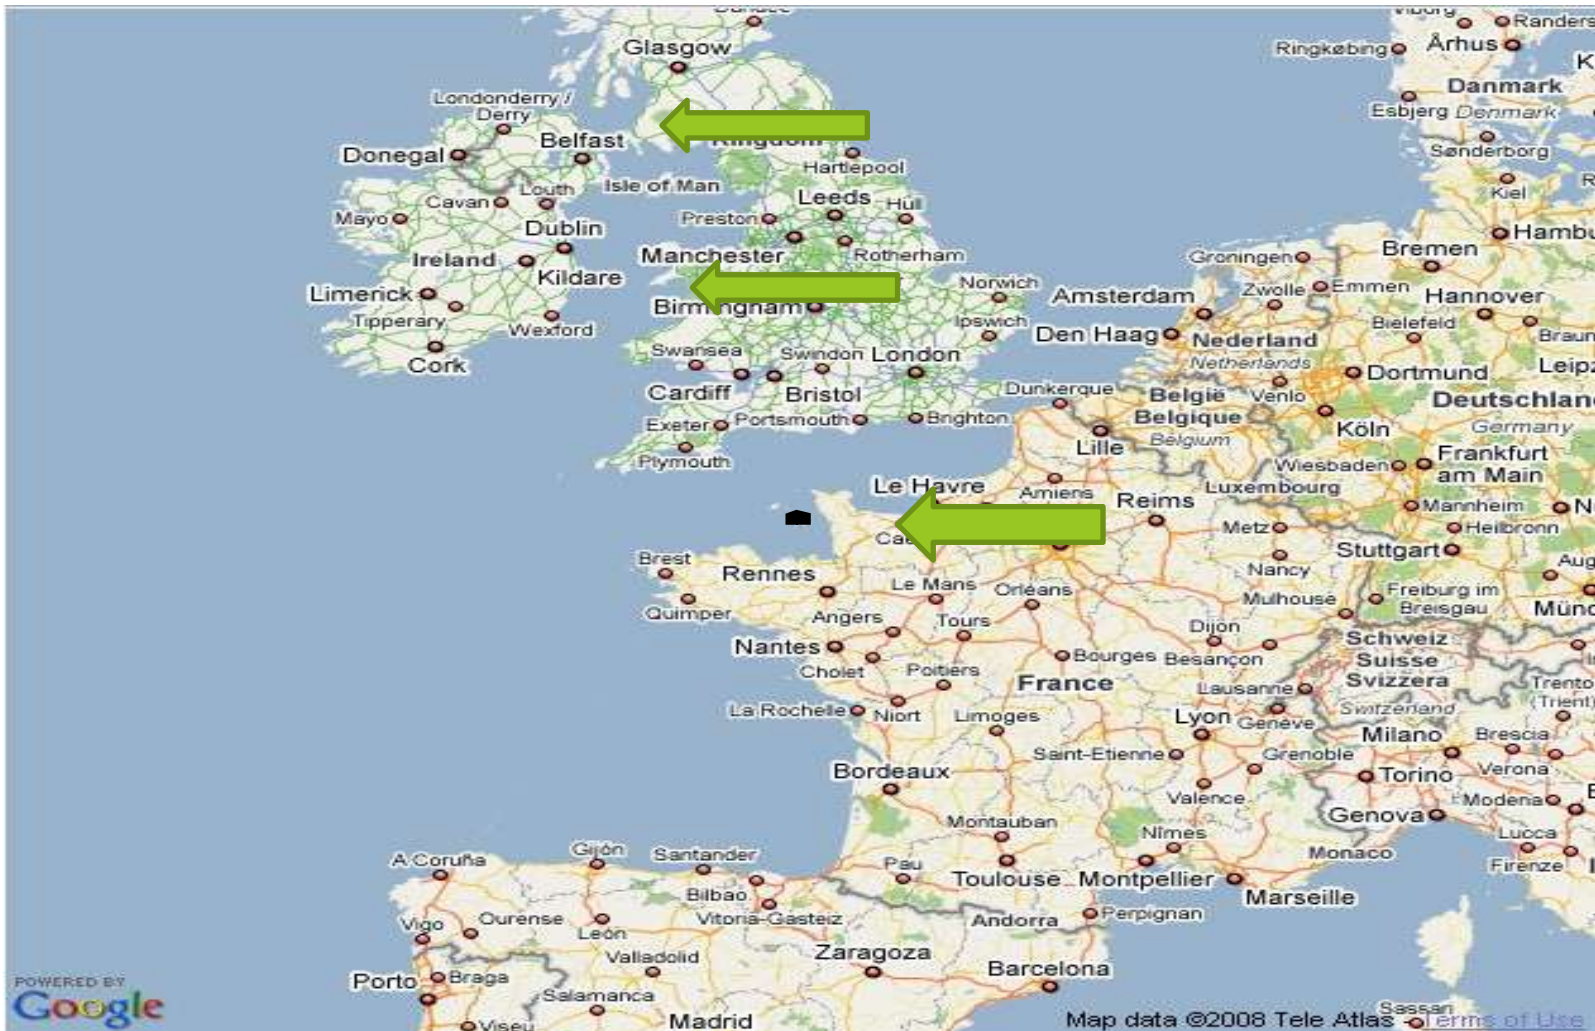 Glasgow
Ringkøbing
Århus
Randers
Danmark
Londonderry /
Derry
Esbjerg
Denmark
Donegal
Belfast
Kingdom
Hartlepool
Sønderborg
Kiel
Louth
Isle of Man
Cavan
Mayo
Preston
Leeds
Hull
Dublin
Bremen
Ireland
Kildare
Manchester
Rotherham
Groningen
Limerick
Norwich
Amsterdam
Zwolle
Emmen
Hannover
Tipperary
Wexford
Birmingham
Ipswich
Den Haag
Nederland
Bielefeld
Cork
Swansea
Swindon
London
Netherlands
Dortmund
Cardiff
Bristol
Dunkerque
België
Venlo
Exeter
Portsmouth
Brighton
Belgique
Köln
Germany
Plymouth
Lille
Belgium
Wiesbaden
Frankfurt
am Main
Le Havre
Amiens
Reims
Luxembourg
Mannheim
Metz
Heilbronn
Stuttgart
Brest
Rennes
Le Mans
Orléans
Nancy
Quimper
Angers
Tours
Mulhouse
Freiburg im
Breisgau
Nantes
Dijon
Schweiz
Cholet
Poitiers
Bourges
Besançon
Suisse
France
Lausanne
Svizzera
Trento
(Trient)
La Rochelle
Niort
Limoges
Lyon
Genève
Switzerland
Saint-Etienne
Grenoble
Milano
Brescia
Bordeaux
Valence
Torino
Verona
Montauban
Nîmes
Genova
Modena
A Coruña
Gijón
Santander
Pau
Monaco
Lucca
Bilbao
Toulouse
Montpellier
Marseille
Firenze
Vigo
Ourense
León
Vitoria-Gasteiz
Andorra
Perpignan
Valladolid
Zaragoza
Barcelona
POWERED BY
Google
Porto
Braga
Salamanca
Viseu
Madrid
Map data ©2008 Tele Atlas
Terms of Use